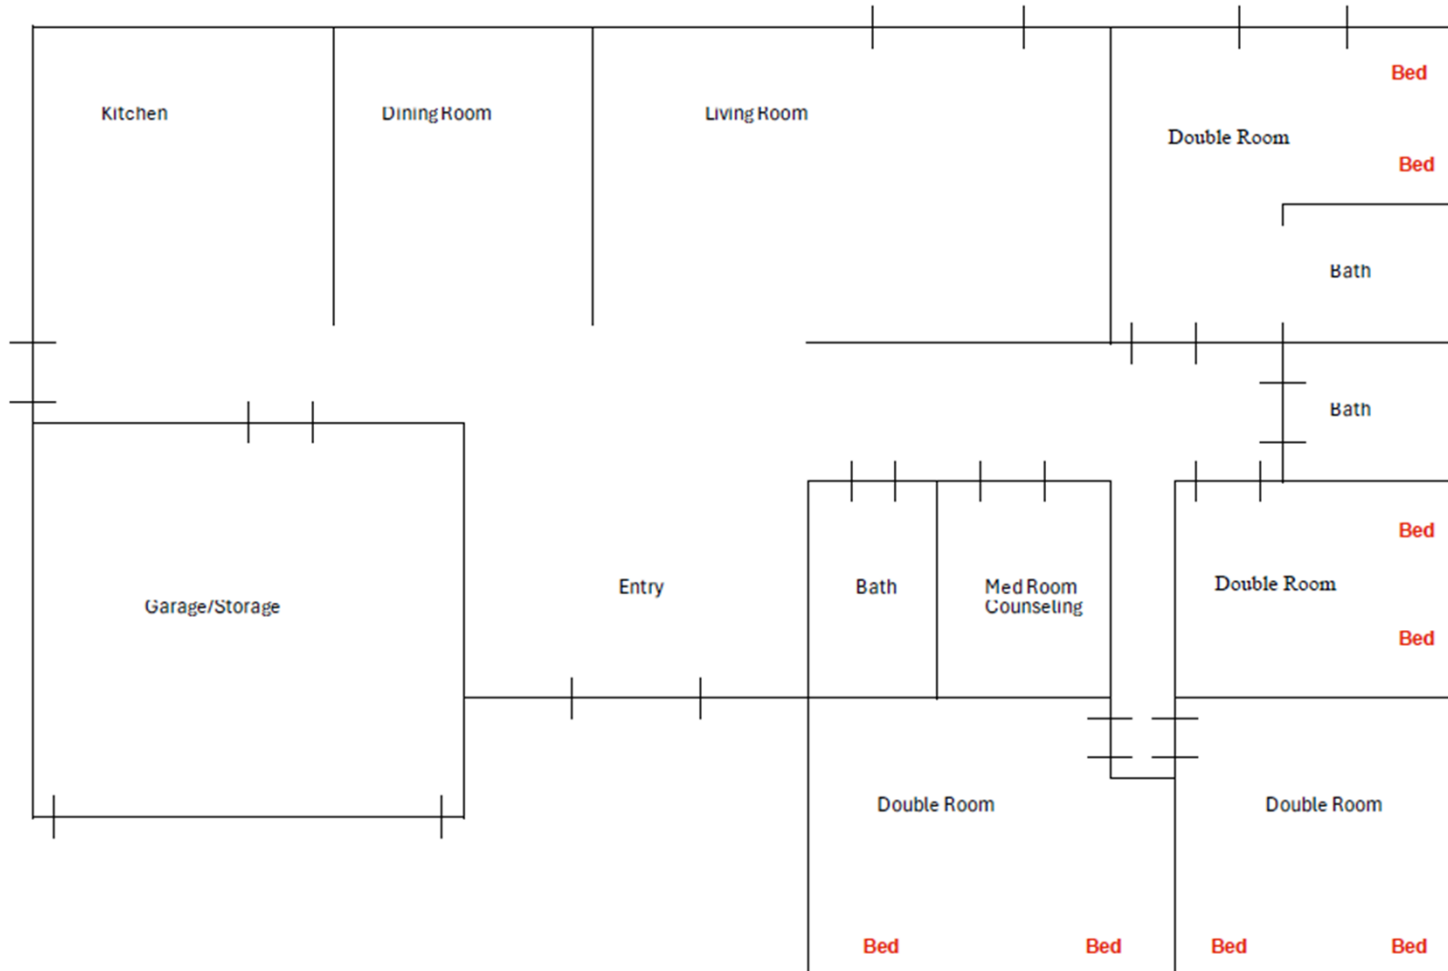 Bed
Kitchen
Dining Room
Living Room
Double Room
Bed
Bath
Bath
Bed
Entry
Bath
Med Room
Counseling
Double Room
Garage/Storage
Bed
Double Room
Double Room
Bed
Bed
Bed
Bed